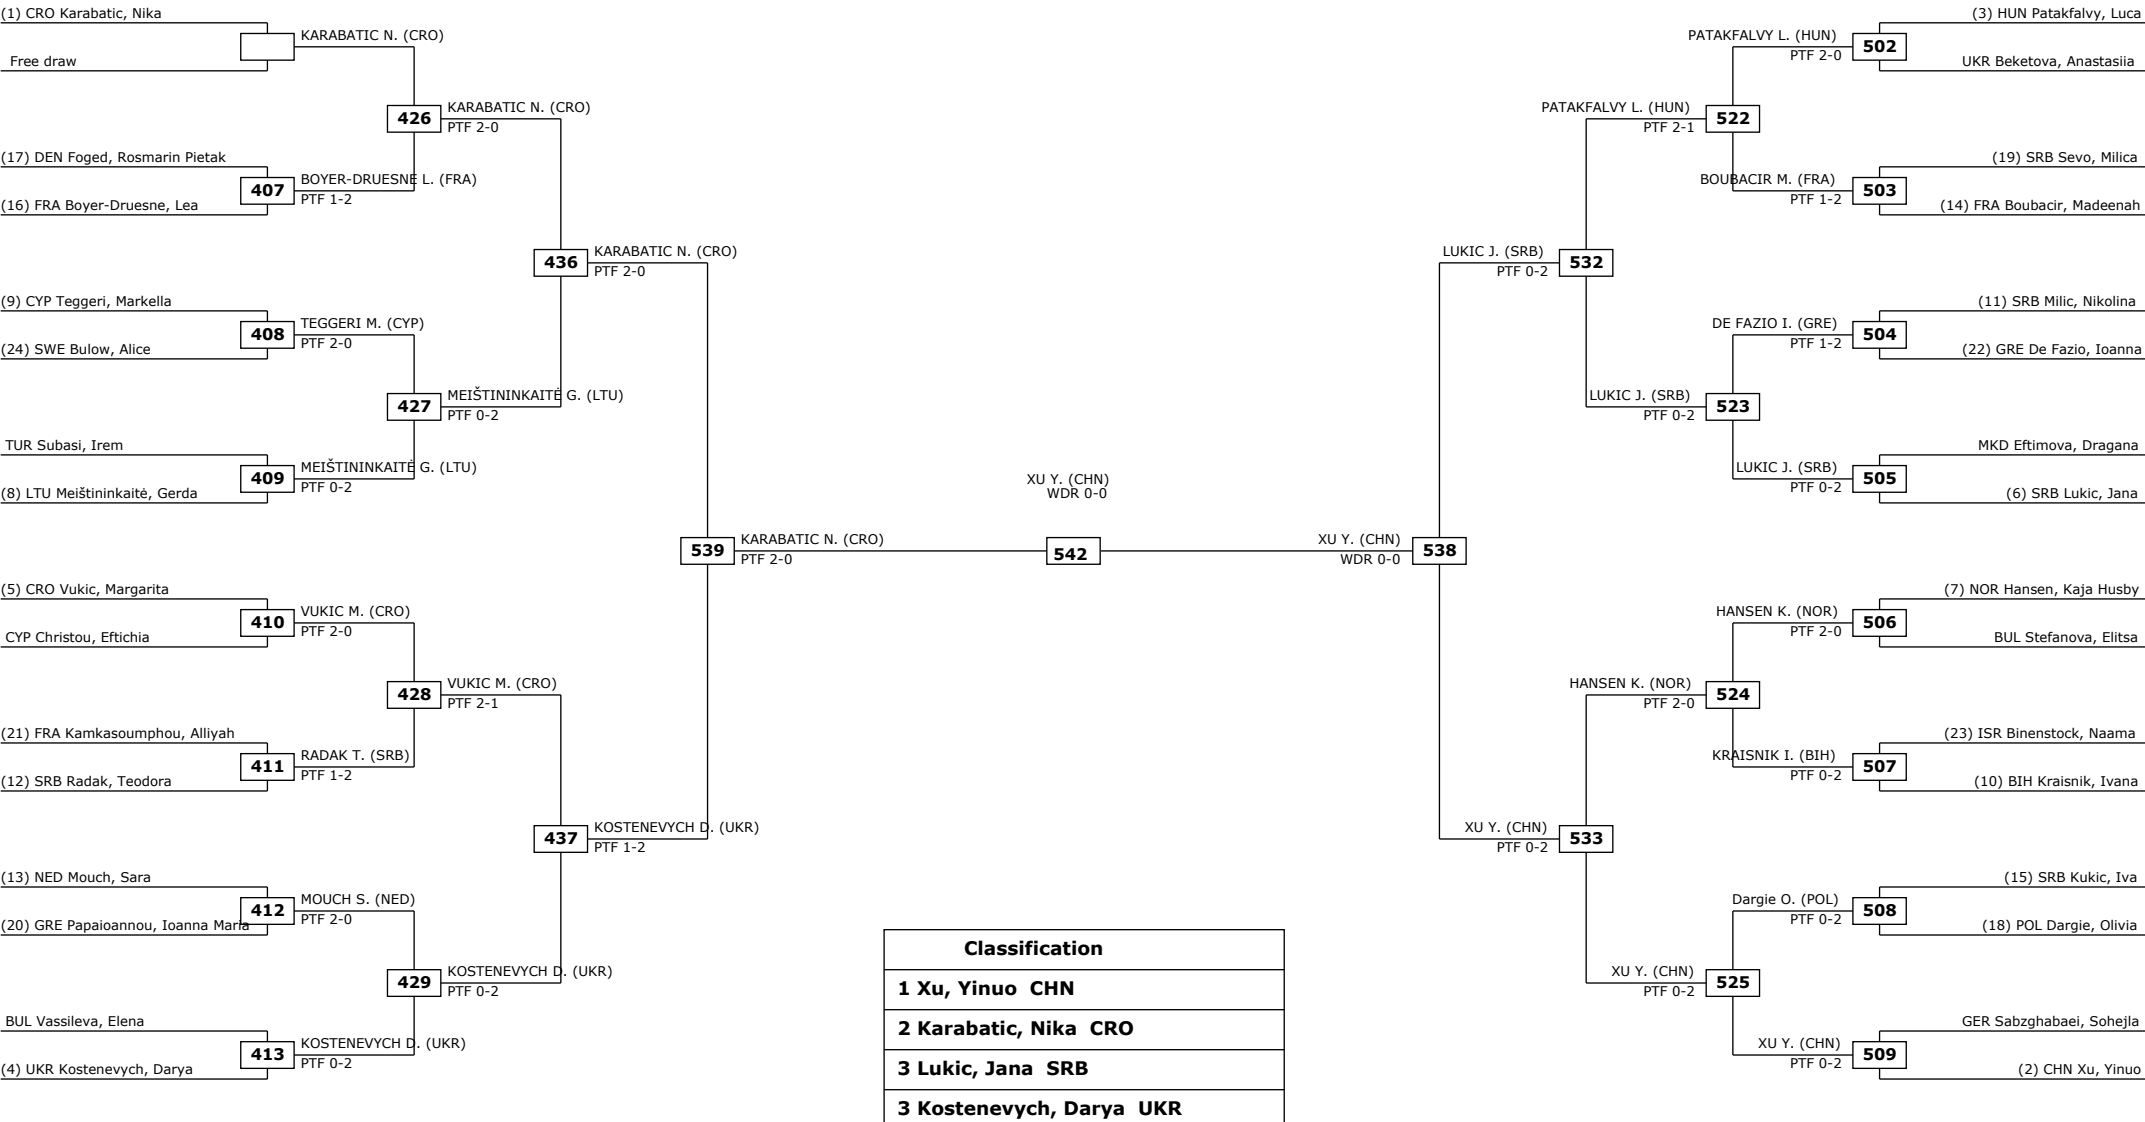 (1) CRO Karabatic, Nika
Free draw
KARABATIC N. (CRO)
426
KARABATIC N. (CRO)
PTF 2-0
(17) DEN Foged, Rosmarin Pietak
(16) FRA Boyer-Druesne, Lea
407
BOYER-DRUESNE L. (FRA)
PTF 1-2
436
KARABATIC N. (CRO)
PTF 2-0
(9) CYP Teggeri, Markella
(24) SWE Bulow, Alice
408
TEGGERI M. (CYP)
PTF 2-0
427
MEIŠTININKAITĖ G. (LTU)
PTF 0-2
TUR Subasi, Irem
(8) LTU Meištininkaitė, Gerda
409
MEIŠTININKAITĖ G. (LTU)
PTF 0-2
539
KARABATIC N. (CRO)
PTF 2-0
(5) CRO Vukic, Margarita
CYP Christou, Eftichia
410
VUKIC M. (CRO)
PTF 2-0
428
VUKIC M. (CRO)
PTF 2-1
(21) FRA Kamkasoumphou, Alliyah
(12) SRB Radak, Teodora
411
RADAK T. (SRB)
PTF 1-2
437
KOSTENEVYCH D. (UKR)
PTF 1-2
(13) NED Mouch, Sara
(20) GRE Papaioannou, Ioanna Maria
412
MOUCH S. (NED)
PTF 2-0
429
KOSTENEVYCH D. (UKR)
PTF 0-2
BUL Vassileva, Elena
(4) UKR Kostenevych, Darya
413
KOSTENEVYCH D. (UKR)
PTF 0-2
XU Y. (CHN)
WDR 0-0
542
(3) HUN Patakfalvy, Luca
UKR Beketova, Anastasiia
502
PATAKFALVY L. (HUN)
PTF 2-0
522
PATAKFALVY L. (HUN)
PTF 2-1
(19) SRB Sevo, Milica
(14) FRA Boubacir, Madeenah
503
BOUBACIR M. (FRA)
PTF 1-2
532
LUKIC J. (SRB)
PTF 0-2
(11) SRB Milic, Nikolina
(22) GRE De Fazio, Ioanna
504
DE FAZIO I. (GRE)
PTF 1-2
523
LUKIC J. (SRB)
PTF 0-2
MKD Eftimova, Dragana
(6) SRB Lukic, Jana
505
LUKIC J. (SRB)
PTF 0-2
538
XU Y. (CHN)
WDR 0-0
(7) NOR Hansen, Kaja Husby
BUL Stefanova, Elitsa
506
HANSEN K. (NOR)
PTF 2-0
524
HANSEN K. (NOR)
PTF 2-0
(23) ISR Binenstock, Naama
(10) BIH Kraisnik, Ivana
507
KRAISNIK I. (BIH)
PTF 0-2
533
XU Y. (CHN)
PTF 0-2
(15) SRB Kukic, Iva
(18) POL Dargie, Olivia
508
Dargie O. (POL)
PTF 0-2
525
XU Y. (CHN)
PTF 0-2
GER Sabzghabaei, Sohejla
(2) CHN Xu, Yinuo
509
XU Y. (CHN)
PTF 0-2
Classification
1 Xu, Yinuo CHN
2 Karabatic, Nika CRO
3 Lukic, Jana SRB
3 Kostenevych, Darya UKR